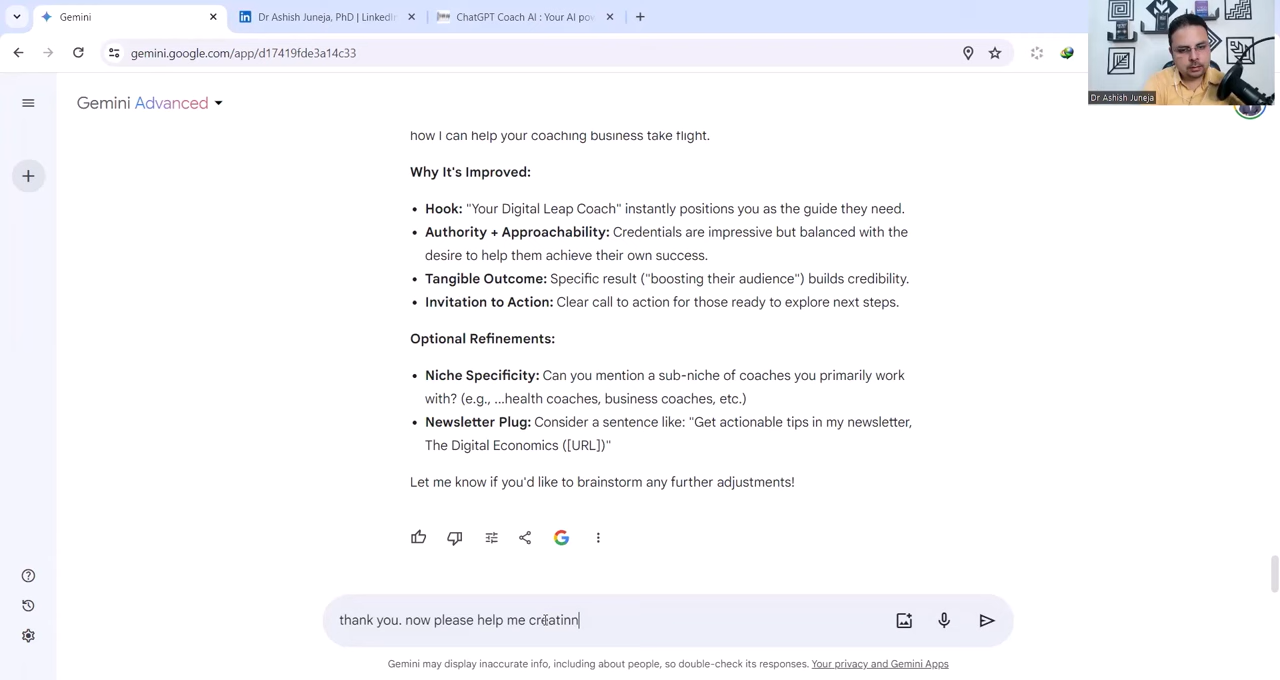 Gemini
Dr Ashish Juneja, PhD | LinkedIn
ChatGPT Coach AI : Your AI pow
gemini.google.com/app/d17419fde3a14c33
Dr Ashish Juneja
Gemini Advanced
how I can help your coaching business take flight.
Why It's Improved:
• Hook: "Your Digital Leap Coach" instantly positions you as the guide they need.
• Authority + Approachability: Credentials are impressive but balanced with the
desire to help them achieve their own success.
• Tangible Outcome: Specific result ("boosting their audience") builds credibility.
• Invitation to Action: Clear call to action for those ready to explore next steps.
Optional Refinements:
• Niche Specificity: Can you mention a sub-niche of coaches you primarily work
with? (e.g., ...health coaches, business coaches, etc.)
• Newsletter Plug: Consider a sentence like: "Get actionable tips in my newsletter,
The Digital Economics ([URL])"
Let me know if you'd like to brainstorm any further adjustments!
thank you. now please help me creatinn
Gemini may display inaccurate info, including about people, so double-check its responses. Your privacy and Gemini Apps